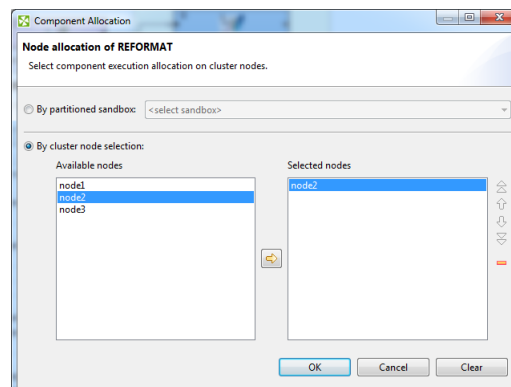 Component Allocation
Node allocation of REFORMAT
Select component execution allocation on cluster nodes.
By partitioned sandbox:
<select sandbox>
By cluster node selection:
Available nodes
Selected nodes
node1
node2
node3
node2
OK
Cancel
Clear